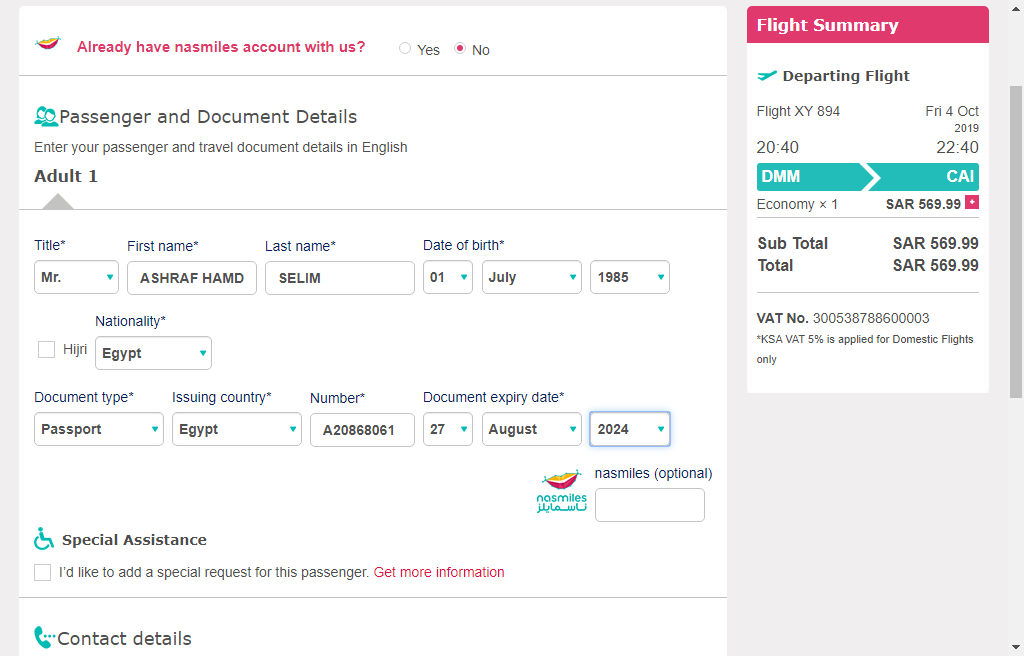 Already have nasmiles account with us? Yes No
Passenger and Document Details
Enter your passenger and travel document details in English
Adult 1
Title* First name* Last name* Date of birth*
Mr. ASHRAF HAMD SELIM 01 July 1985
Nationality*
Hijri Egypt
Document type* Issuing country* Number* Document expiry date*
Passport Egypt A20868061 27 August 2024
nasmiles (optional)
nasmiles
ناسمايلز
Special Assistance
I'd like to add a special request for this passenger. Get more information
Contact details
Flight Summary
Departing Flight
Flight XY 894 Fri 4 Oct
2019
20:40 22:40
DMM CAI
Economy × 1 SAR 569.99 +
Sub Total SAR 569.99
Total SAR 569.99
VAT No. 300538788600003
*KSA VAT 5% is applied for Domestic Flights
only